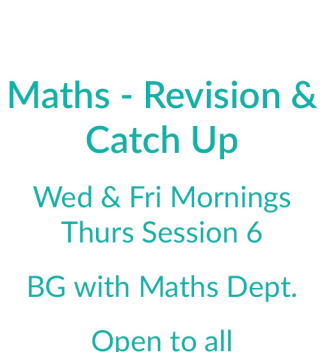 Maths - Revision &
Catch Up
Wed & Fri Mornings
Thurs Session 6
BG with Maths Dept.
Open to all